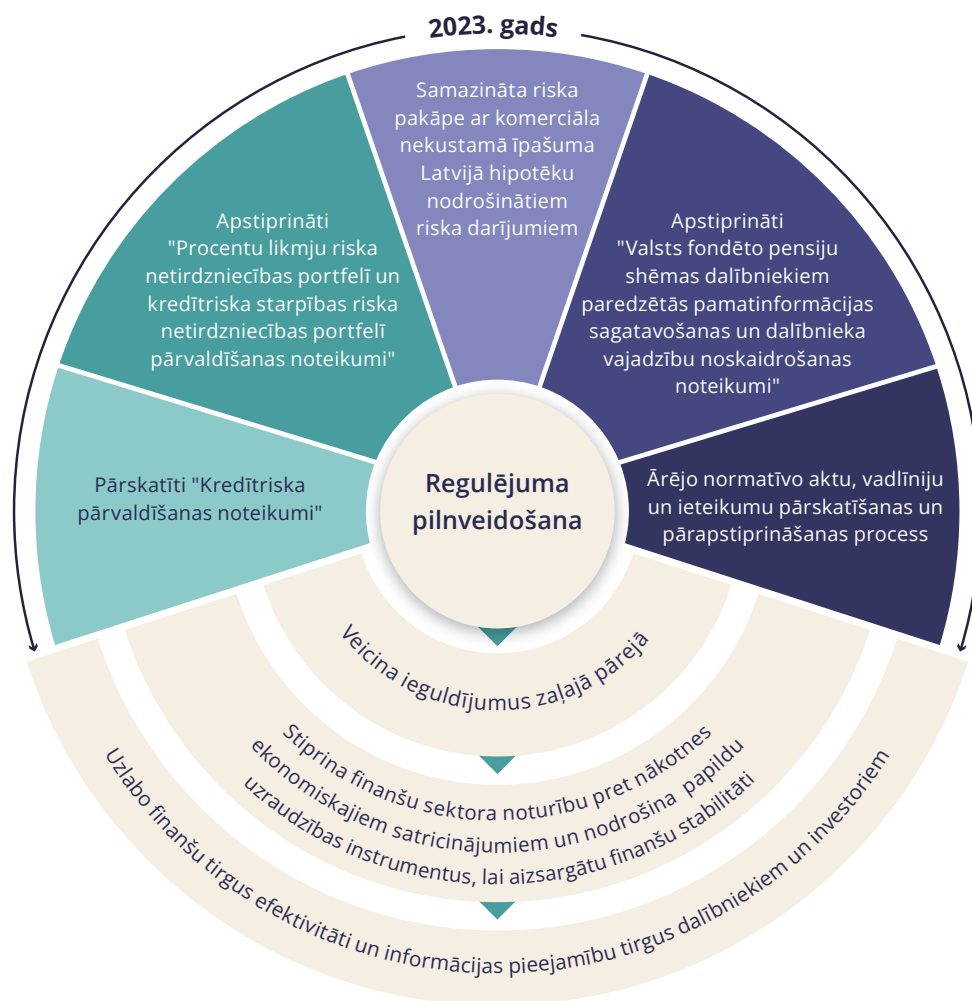 2023. gads
Samazināta riska
pakāpe ar komerciāla
nekustamā īpašuma
Latvijā hipotēku
nodrošinātiem
riska darījumiem
Apstiprināti
"Procentu likmju riska
netirdzniecības portfelī un
kredītriska starpības riska
netirdzniecības portfelī
pārvaldīšanas noteikumi"
Apstiprināti
"Valsts fondēto pensiju
shēmas dalībniekiem
paredzētās pamatinformācijas
sagatavošanas un dalībnieka
vajadzību noskaidrošanas
noteikumi"
Pārskatīti "Kredītriska
pārvaldīšanas noteikumi"
Regulējuma
pilnveidošana
Ārējo normatīvo aktu, vadlīniju
un ieteikumu pārskatīšanas un
pārapstiprināšanas process
Veicina ieguldījumus zaļajā pārejā
Stiprina finanšu sektora noturību pret nākotnes
ekonomiskajiem satricinājumiem un nodrošina papildu
uzraudzības instrumentus, lai aizsargātu finanšu stabilitāti
Uzlabo finanšu tirgus efektivitāti un informācijas pieejamību tirgus dalībniekiem un investoriem